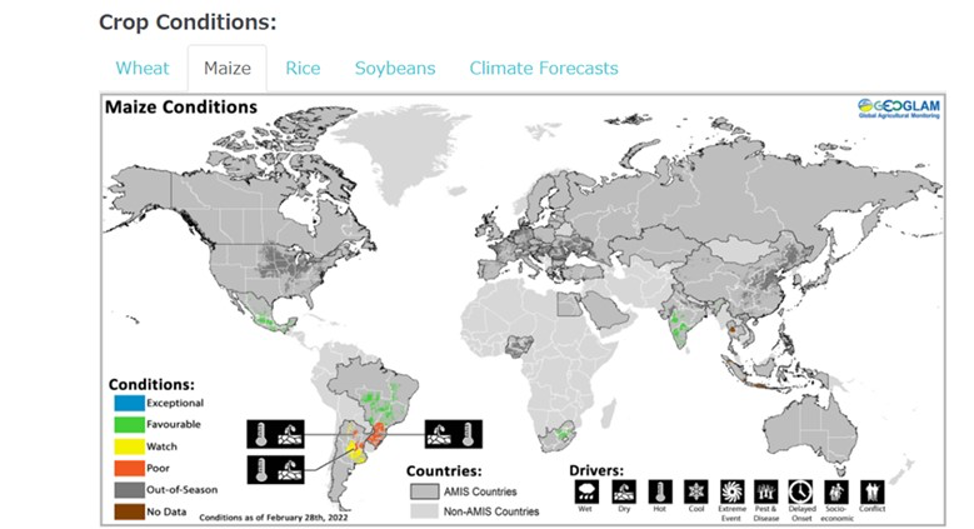 Crop Conditions:
Wheat Maize Rice Soybeans Climate Forecasts
Maize Conditions
GEOGLAM
Global Agricultural Monitoring
Conditions:
Exceptional
Favourable
Watch
Poor
Out-of-Season
No Data
Conditions as of February 28th, 2022
Countries:
AMIS Countries
Non-AMIS Countries
Drivers:
Wet Dry Hot Cool Extreme Event Pest & Disease Delayed Onset Socio-economic Conflict